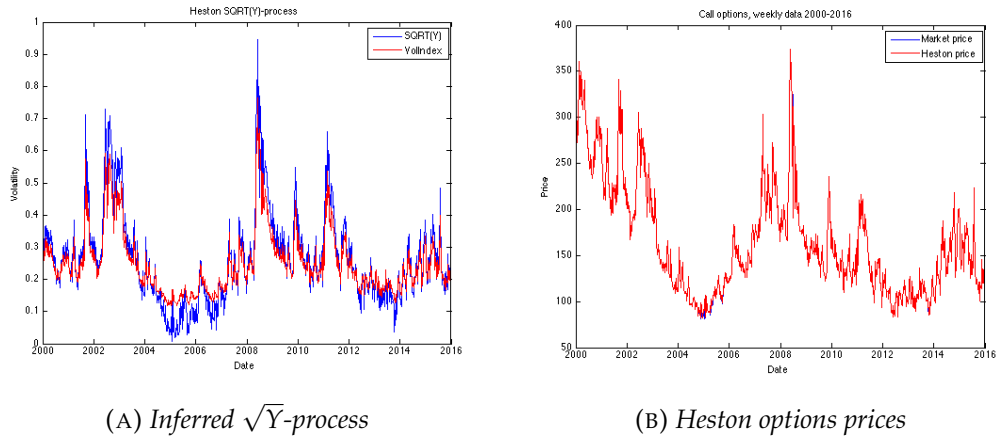 Heston SQRT(Y)-process
SQRT(Y)
VolIndex
1
0.9
0.8
0.7
0.6
0.5
0.4
0.3
0.2
0.1
0
Volatility
2000 2002 2004 2006 2008 2010 2012 2014 2016
Date
(A) Inferred √Y-process
Call options, weekly data 2000-2016
Market price
Heston price
400
350
300
250
200
150
100
50
Price
2000 2002 2004 2006 2008 2010 2012 2014 2016
Date
(B) Heston options prices